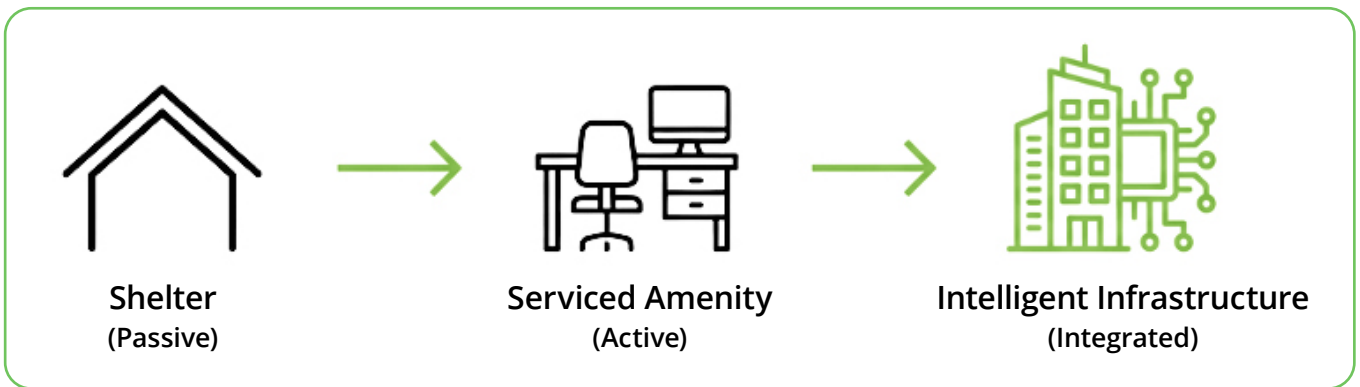 Shelter
(Passive)
Serviced Amenity
(Active)
Intelligent Infrastructure
(Integrated)